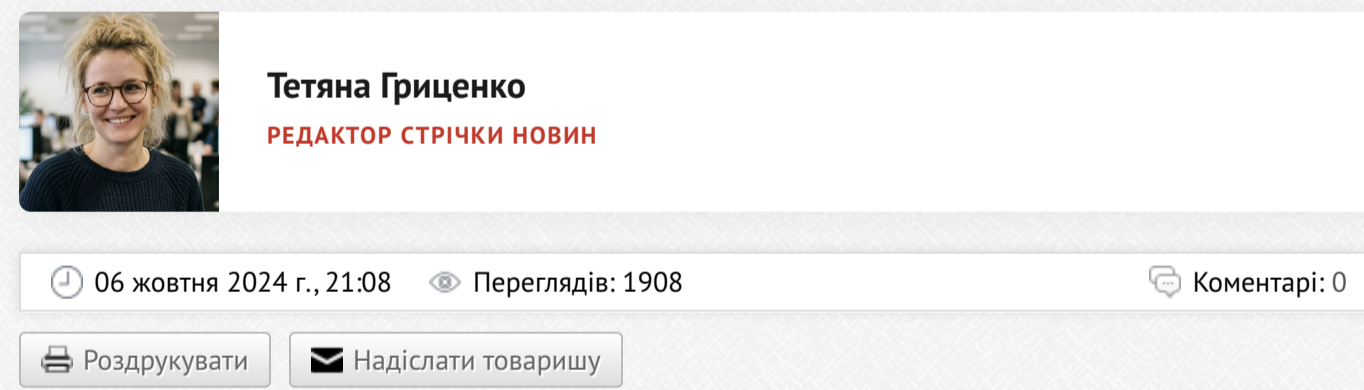 Тетяна Гриценко
РЕДАКТОР СТРІЧКИ НОВИН
06 жовтня 2024 г., 21:08 Переглядів: 1908 Коментарі: 0
Роздрукувати Надіслати товаришу